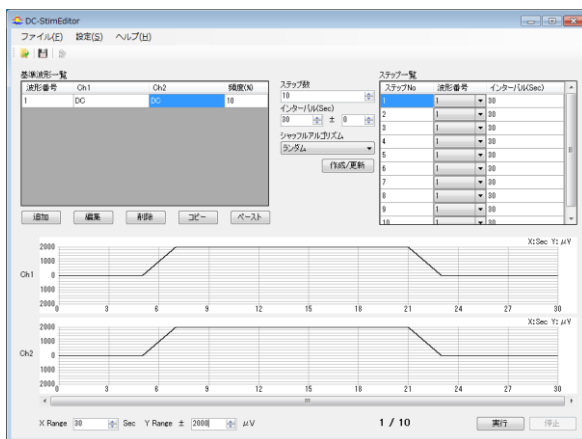 DC-StimEditor
ファイル(F) 設定(S) ヘルプ(H)
基準波形一覧
波形番号 Ch1 Ch2 頻度(N)
1 DC DC 10
追加 編集 削除 コピー ペースト
ステップ数
10
インターバル(Sec)
30 ± 0
シャッフルアルゴリズム
ランダム
作成/更新
ステップ一覧
ステップNo 波形番号 インターバル(Sec)
1 1 30
2 1 30
3 1 30
4 1 30
5 1 30
6 1 30
7 1 30
8 1 30
9 1 30
10 1 30
X:Sec Y:μV
Ch1
2000
0
2000
0 3 6 9 12 15 18 21 24 27 30
X:Sec Y:μV
Ch2
2000
0
2000
0 3 6 9 12 15 18 21 24 27 30
X Range 30 Sec Y Range ± 2000 μV 1 / 10 実行 停止